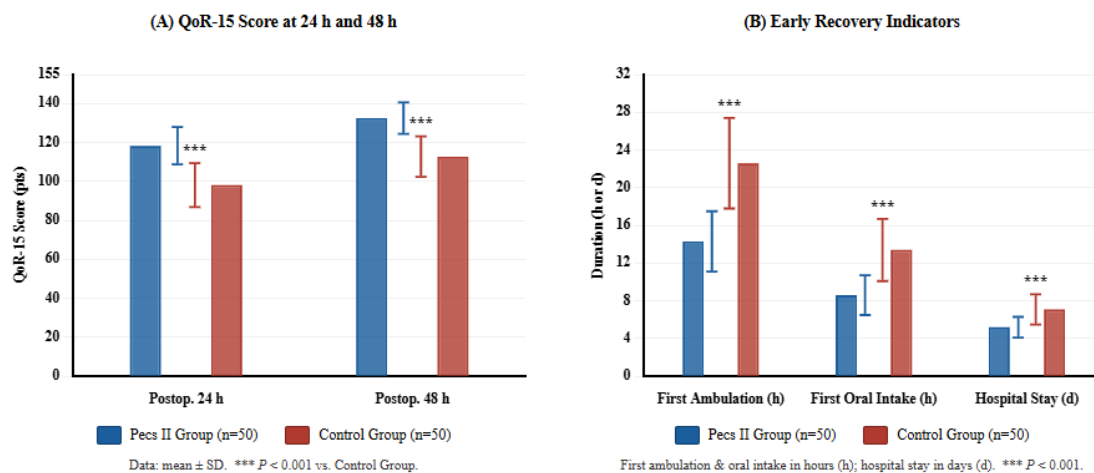 (A) QoR-15 Score at 24 h and 48 h
155
140
120
100
80
60
40
20
0
QoR-15 Score (pts)
***
***
Postop. 24 h
Postop. 48 h
Pecs II Group (n=50)
Control Group (n=50)
Data: mean ± SD. *** P < 0.001 vs. Control Group.
(B) Early Recovery Indicators
32
28
24
20
16
12
8
4
0
Duration (h or d)
***
***
***
First Ambulation (h)
First Oral Intake (h)
Hospital Stay (d)
Pecs II Group (n=50)
Control Group (n=50)
First ambulation & oral intake in hours (h); hospital stay in days (d). *** P < 0.001.